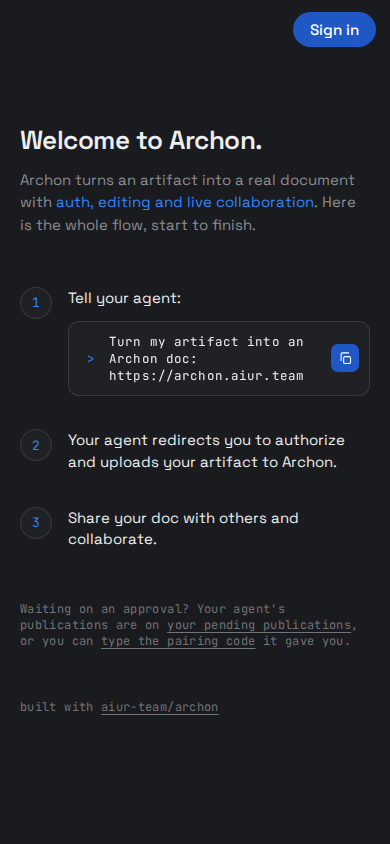 Sign in
Welcome to Archon.
Archon turns an artifact into a real document
with auth, editing and live collaboration. Here
is the whole flow, start to finish.
1
Tell your agent:
> Turn my artifact into an
Archon doc:
https://archon.aiur.team
2
Your agent redirects you to authorize
and uploads your artifact to Archon.
3
Share your doc with others and
collaborate.
Waiting on an approval? Your agent's
publications are on your pending publications,
or you can type the pairing code it gave you.
built with aiur-team/archon